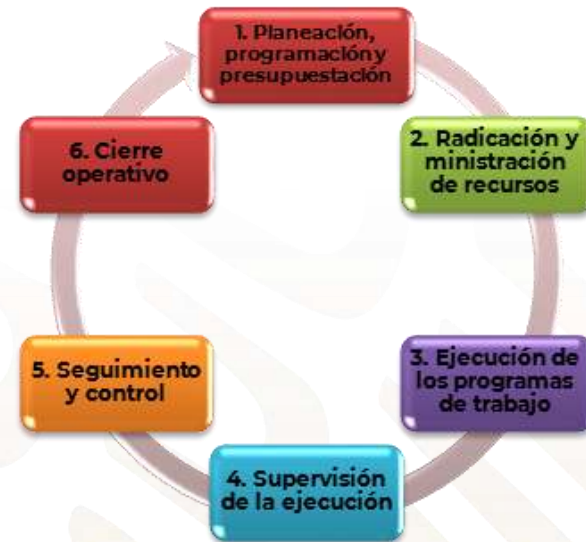 1. Planeación,
programación y
presupuestación
2. Radicación y
ministración
de recursos
3. Ejecución de
los programas
de trabajo
4. Supervisión
de la ejecución
5. Seguimiento
y control
6. Cierre
operativo